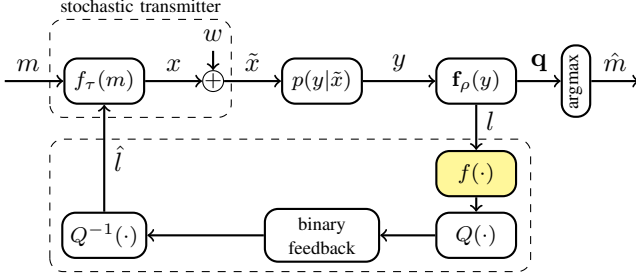 stochastic transmitter
w
m
f_τ(m)
x
+
x̃
p(y|x̃)
y
f_ρ(y)
q
argmax
m̂
l
l̂
f(·)
Q⁻¹(·)
binary
feedback
Q(·)